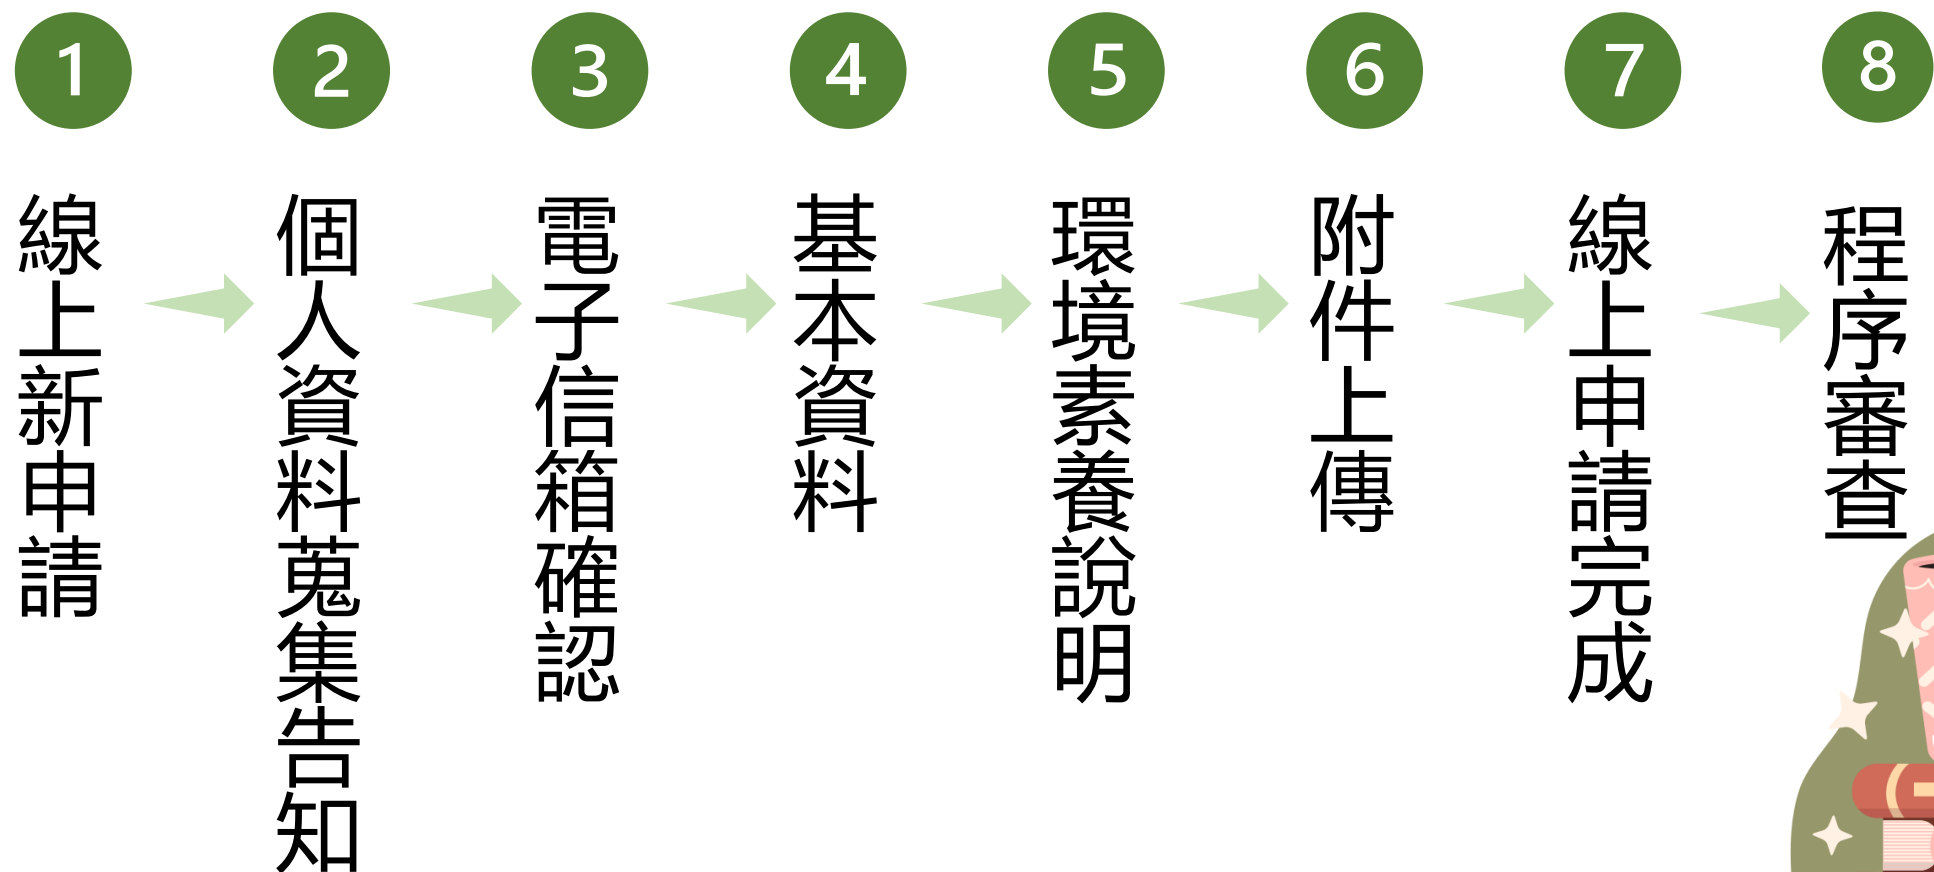 1
線上新申請
2
個人資料蒐集告知
3
電子信箱確認
4
基本資料
5
環境素養說明
6
附件上傳
7
線上申請完成
8
程序審查